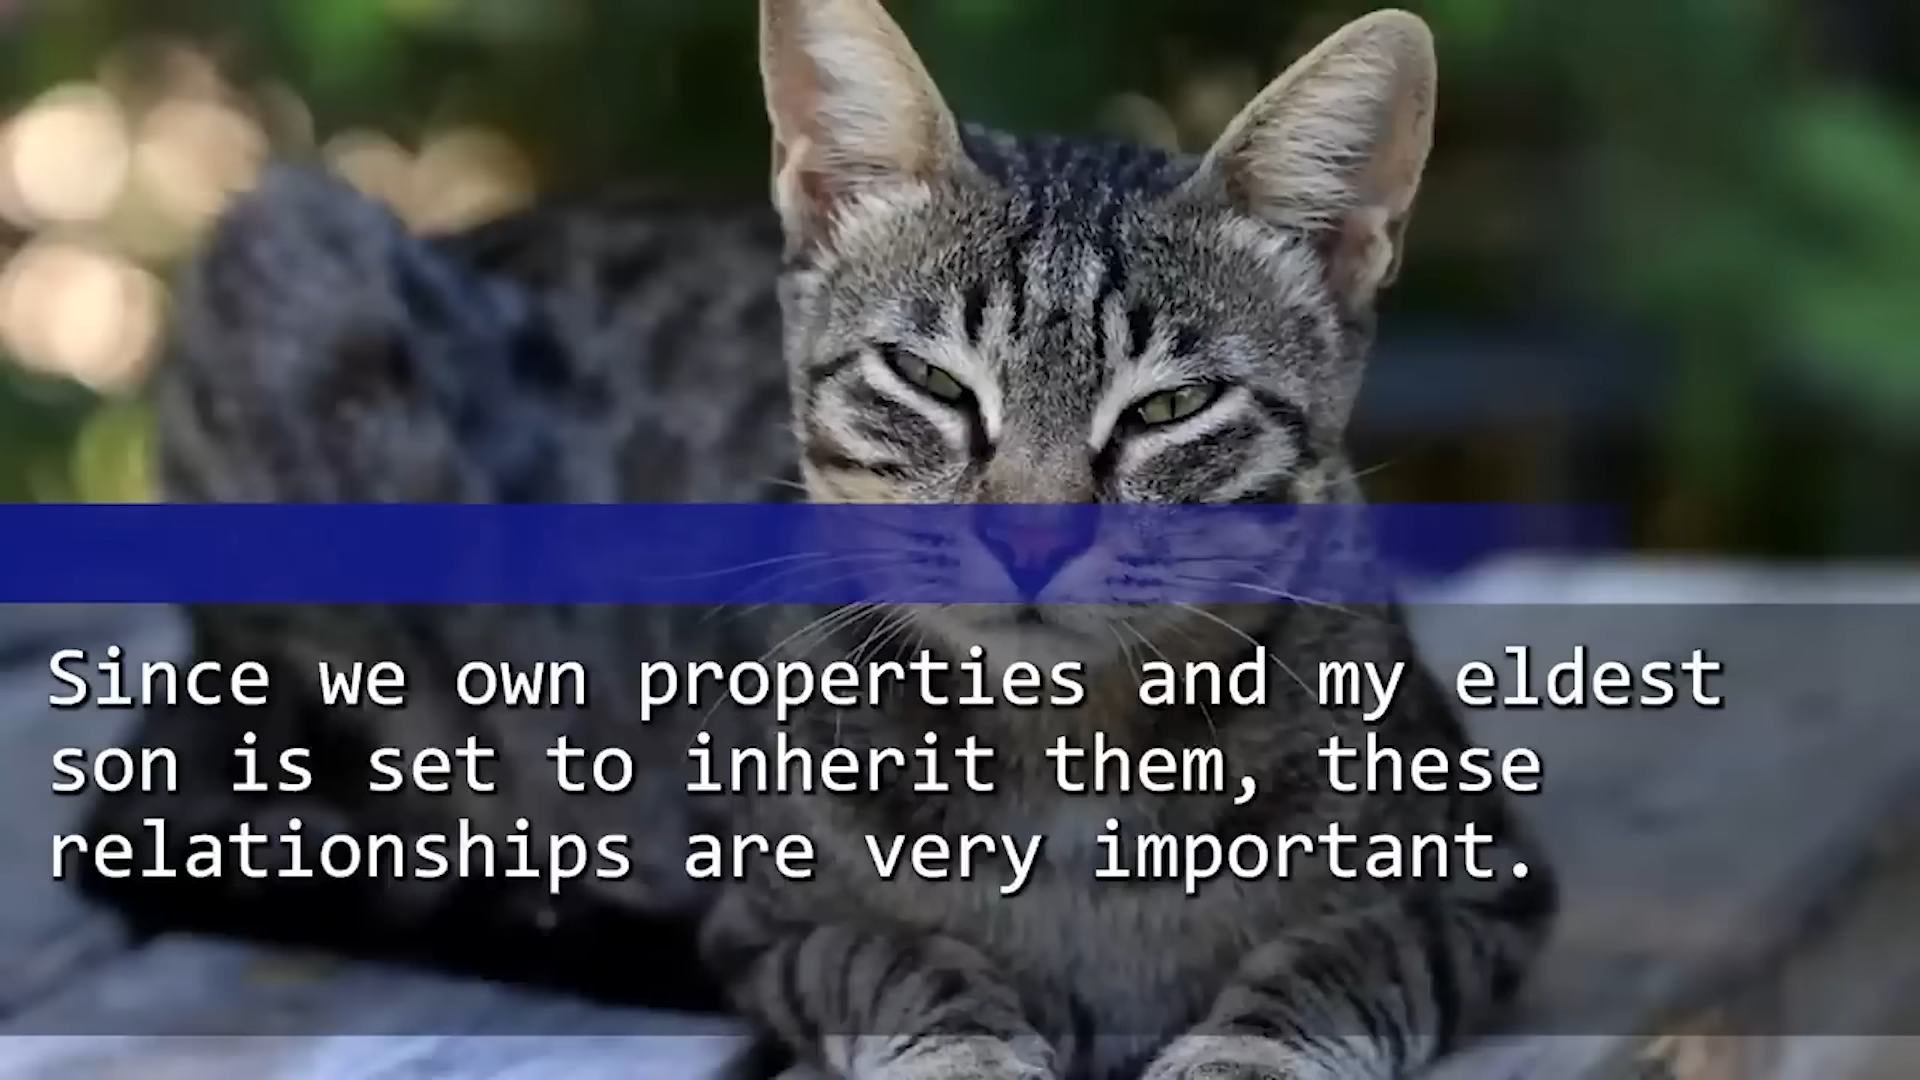 Since we own properties and my eldest
son is set to inherit them, these
relationships are very important.